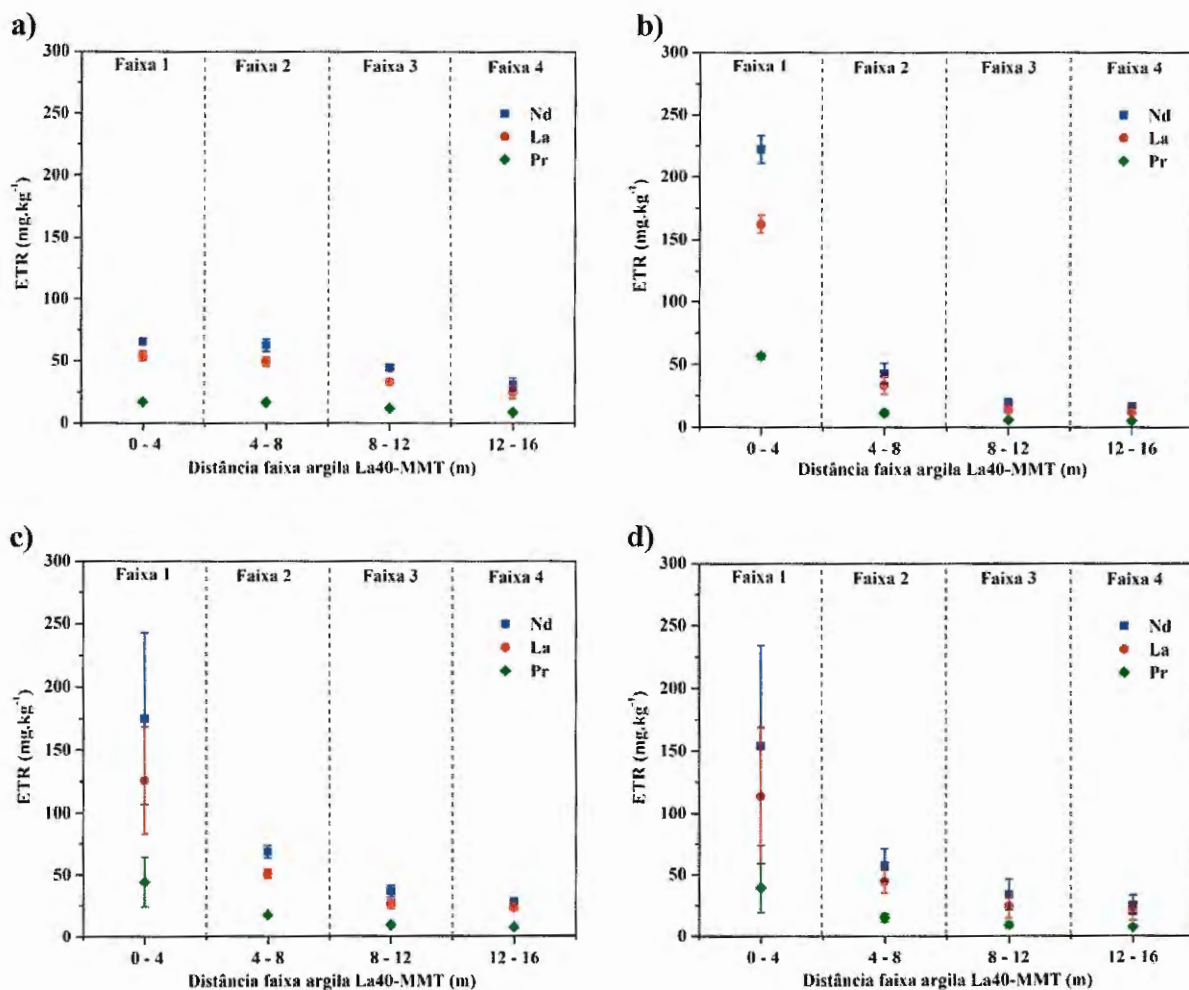 a)
300
250
200
150
100
50
0
ETR (mg.kg⁻¹)
Faixa 1 Faixa 2 Faixa 3 Faixa 4
Nd
La
Pr
0 - 4 4 - 8 8 - 12 12 - 16
Distância faixa argila La40-MMT (m)
b)
300
250
200
150
100
50
0
ETR (mg.kg⁻¹)
Faixa 1 Faixa 2 Faixa 3 Faixa 4
Nd
La
Pr
0 - 4 4 - 8 8 - 12 12 - 16
Distância faixa argila La40-MMT (m)
c)
300
250
200
150
100
50
0
ETR (mg.kg⁻¹)
Faixa 1 Faixa 2 Faixa 3 Faixa 4
Nd
La
Pr
0 - 4 4 - 8 8 - 12 12 - 16
Distância faixa argila La40-MMT (m)
d)
300
250
200
150
100
50
0
ETR (mg.kg⁻¹)
Faixa 1 Faixa 2 Faixa 3 Faixa 4
Nd
La
Pr
0 - 4 4 - 8 8 - 12 12 - 16
Distância faixa argila La40-MMT (m)